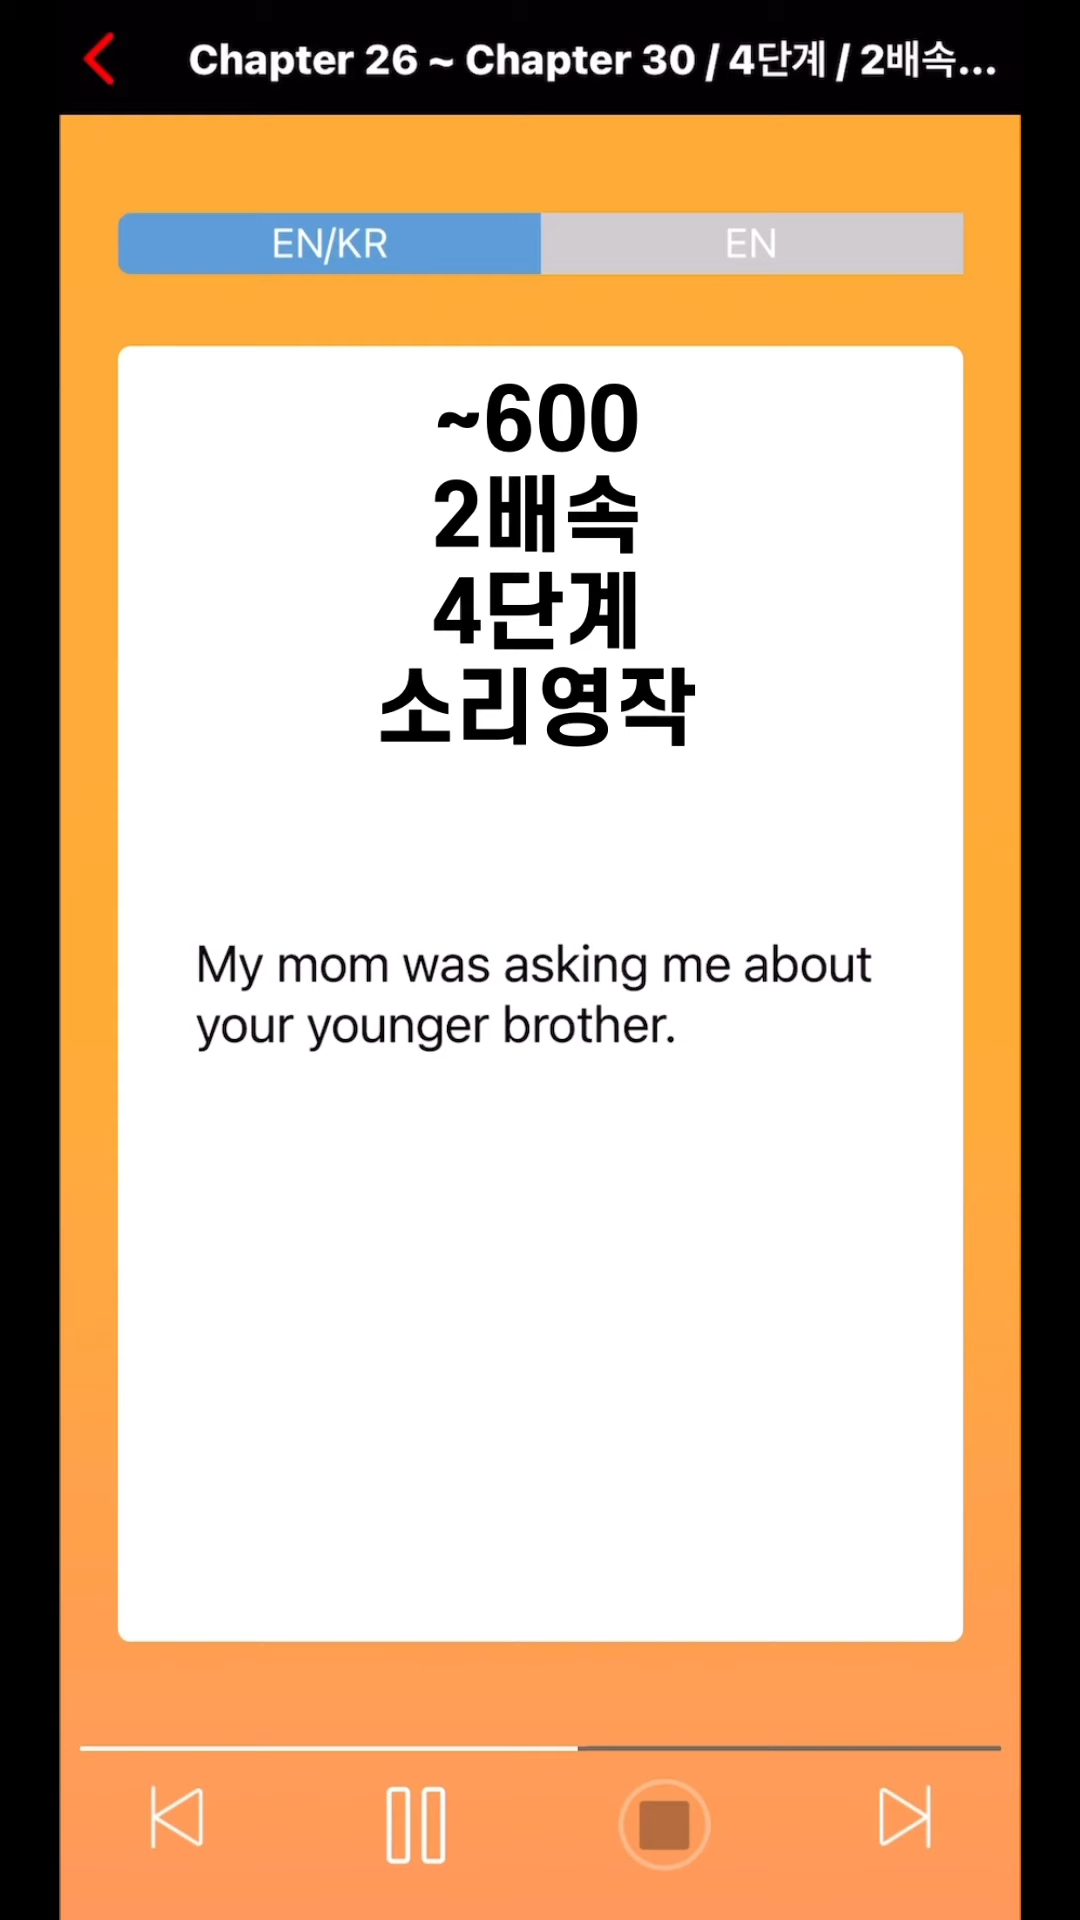 Chapter 26 ~ Chapter 30 / 4단계 / 2배속...
EN/KR
EN
~600
2배속
4단계
소리영작
My mom was asking me about
your younger brother.